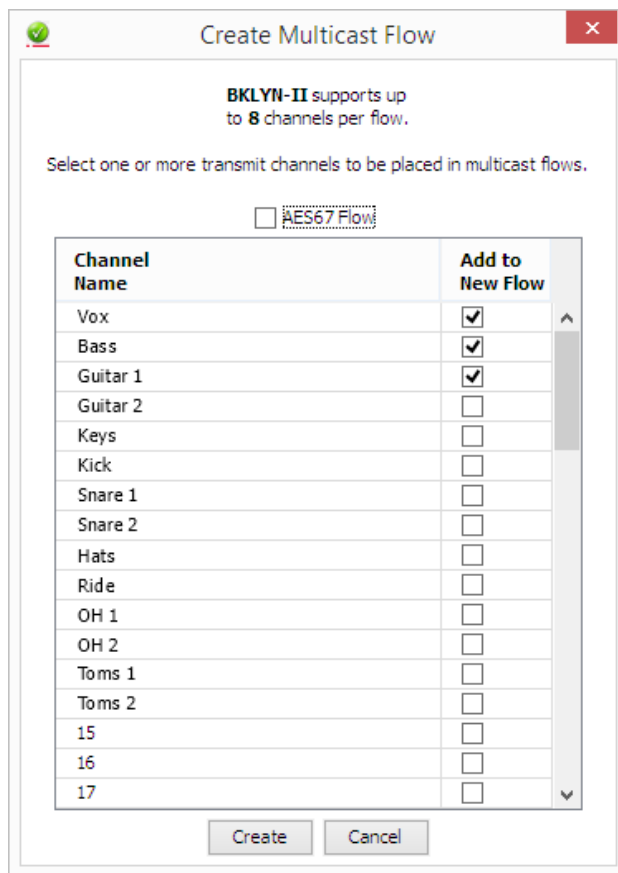 Create Multicast Flow
BKLYN-II supports up
to 8 channels per flow.
Select one or more transmit channels to be placed in multicast flows.
AES67 Flow
Channel Name
Add to New Flow
Vox
Bass
Guitar 1
Guitar 2
Keys
Kick
Snare 1
Snare 2
Hats
Ride
OH 1
OH 2
Toms 1
Toms 2
15
16
17
Create
Cancel